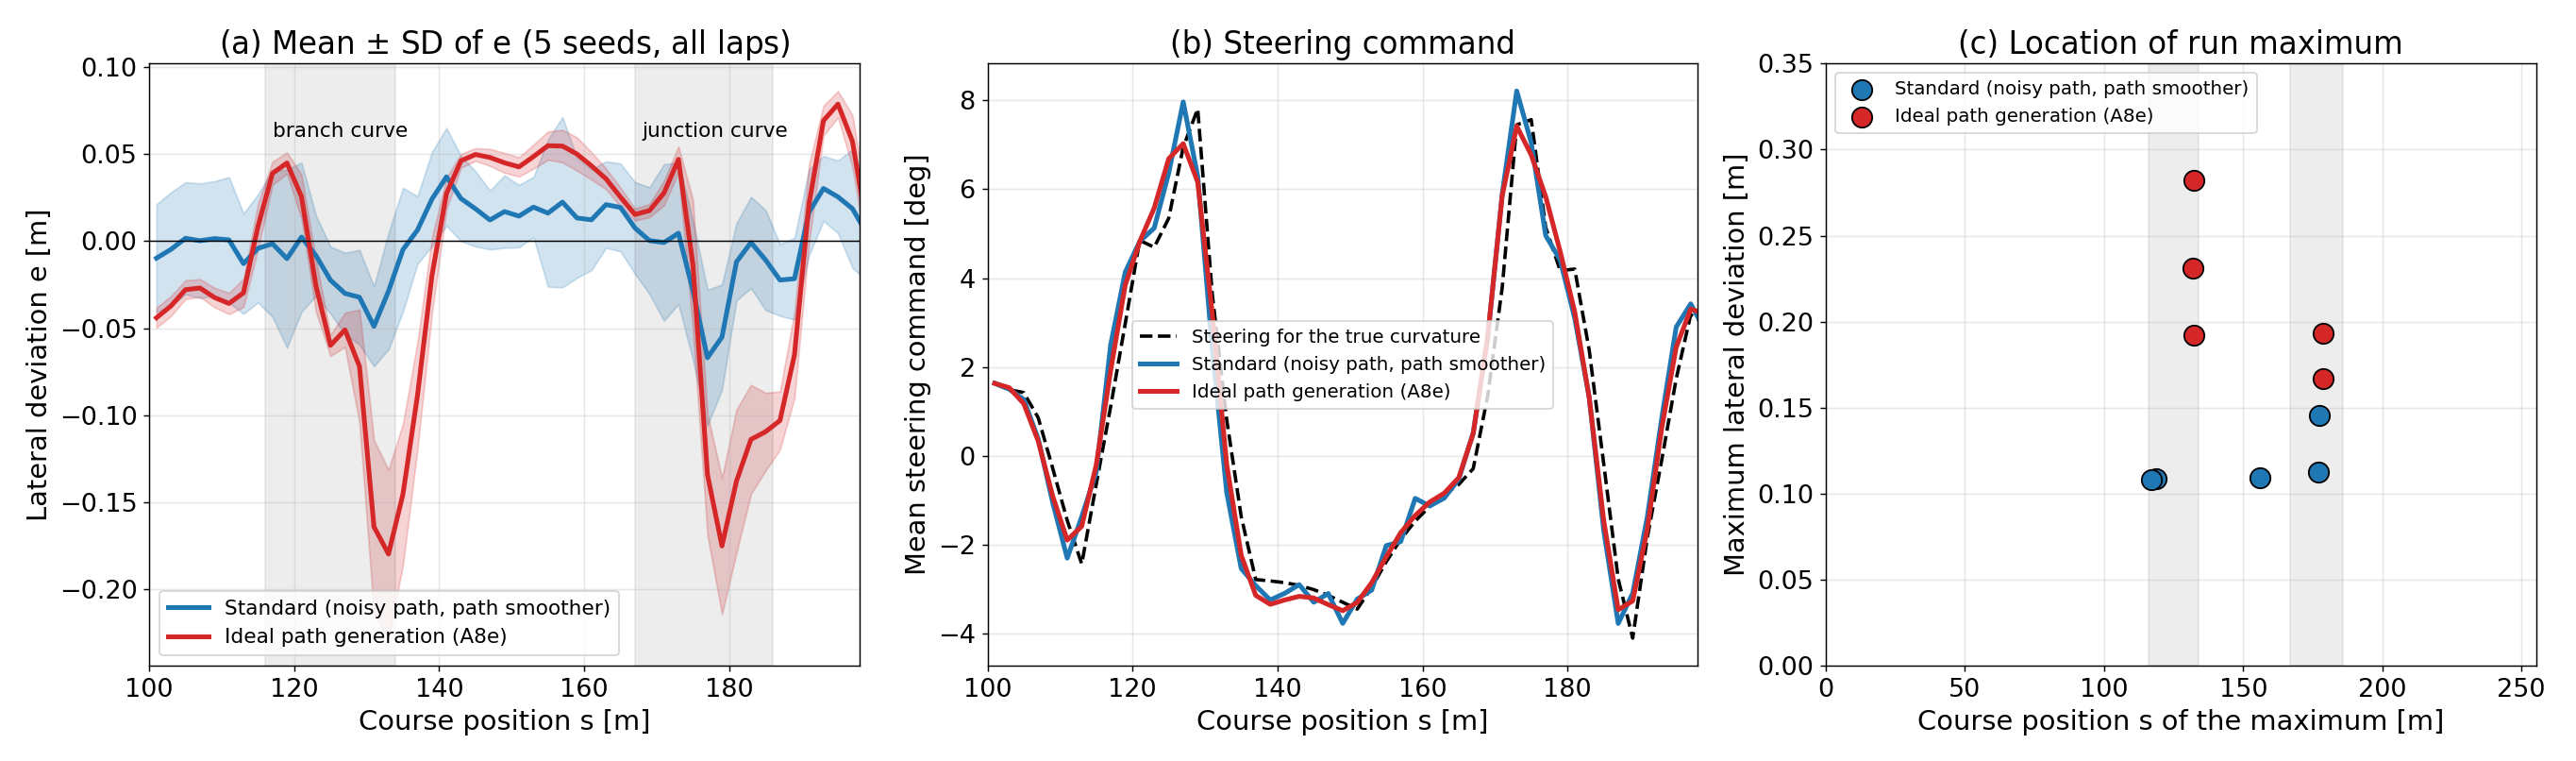 (a) Mean ± SD of e (5 seeds, all laps)
0.10
0.05
0.00
−0.05
−0.10
−0.15
−0.20
Lateral deviation e [m]
branch curve
junction curve
Standard (noisy path, path smoother)
Ideal path generation (A8e)
100
120
140
160
180
Course position s [m]
(b) Steering command
8
6
4
2
0
−2
−4
Mean steering command [deg]
Steering for the true curvature
Standard (noisy path, path smoother)
Ideal path generation (A8e)
100
120
140
160
180
Course position s [m]
(c) Location of run maximum
0.35
0.30
0.25
0.20
0.15
0.10
0.05
0.00
Maximum lateral deviation [m]
Standard (noisy path, path smoother)
Ideal path generation (A8e)
0
50
100
150
200
250
Course position s of the maximum [m]